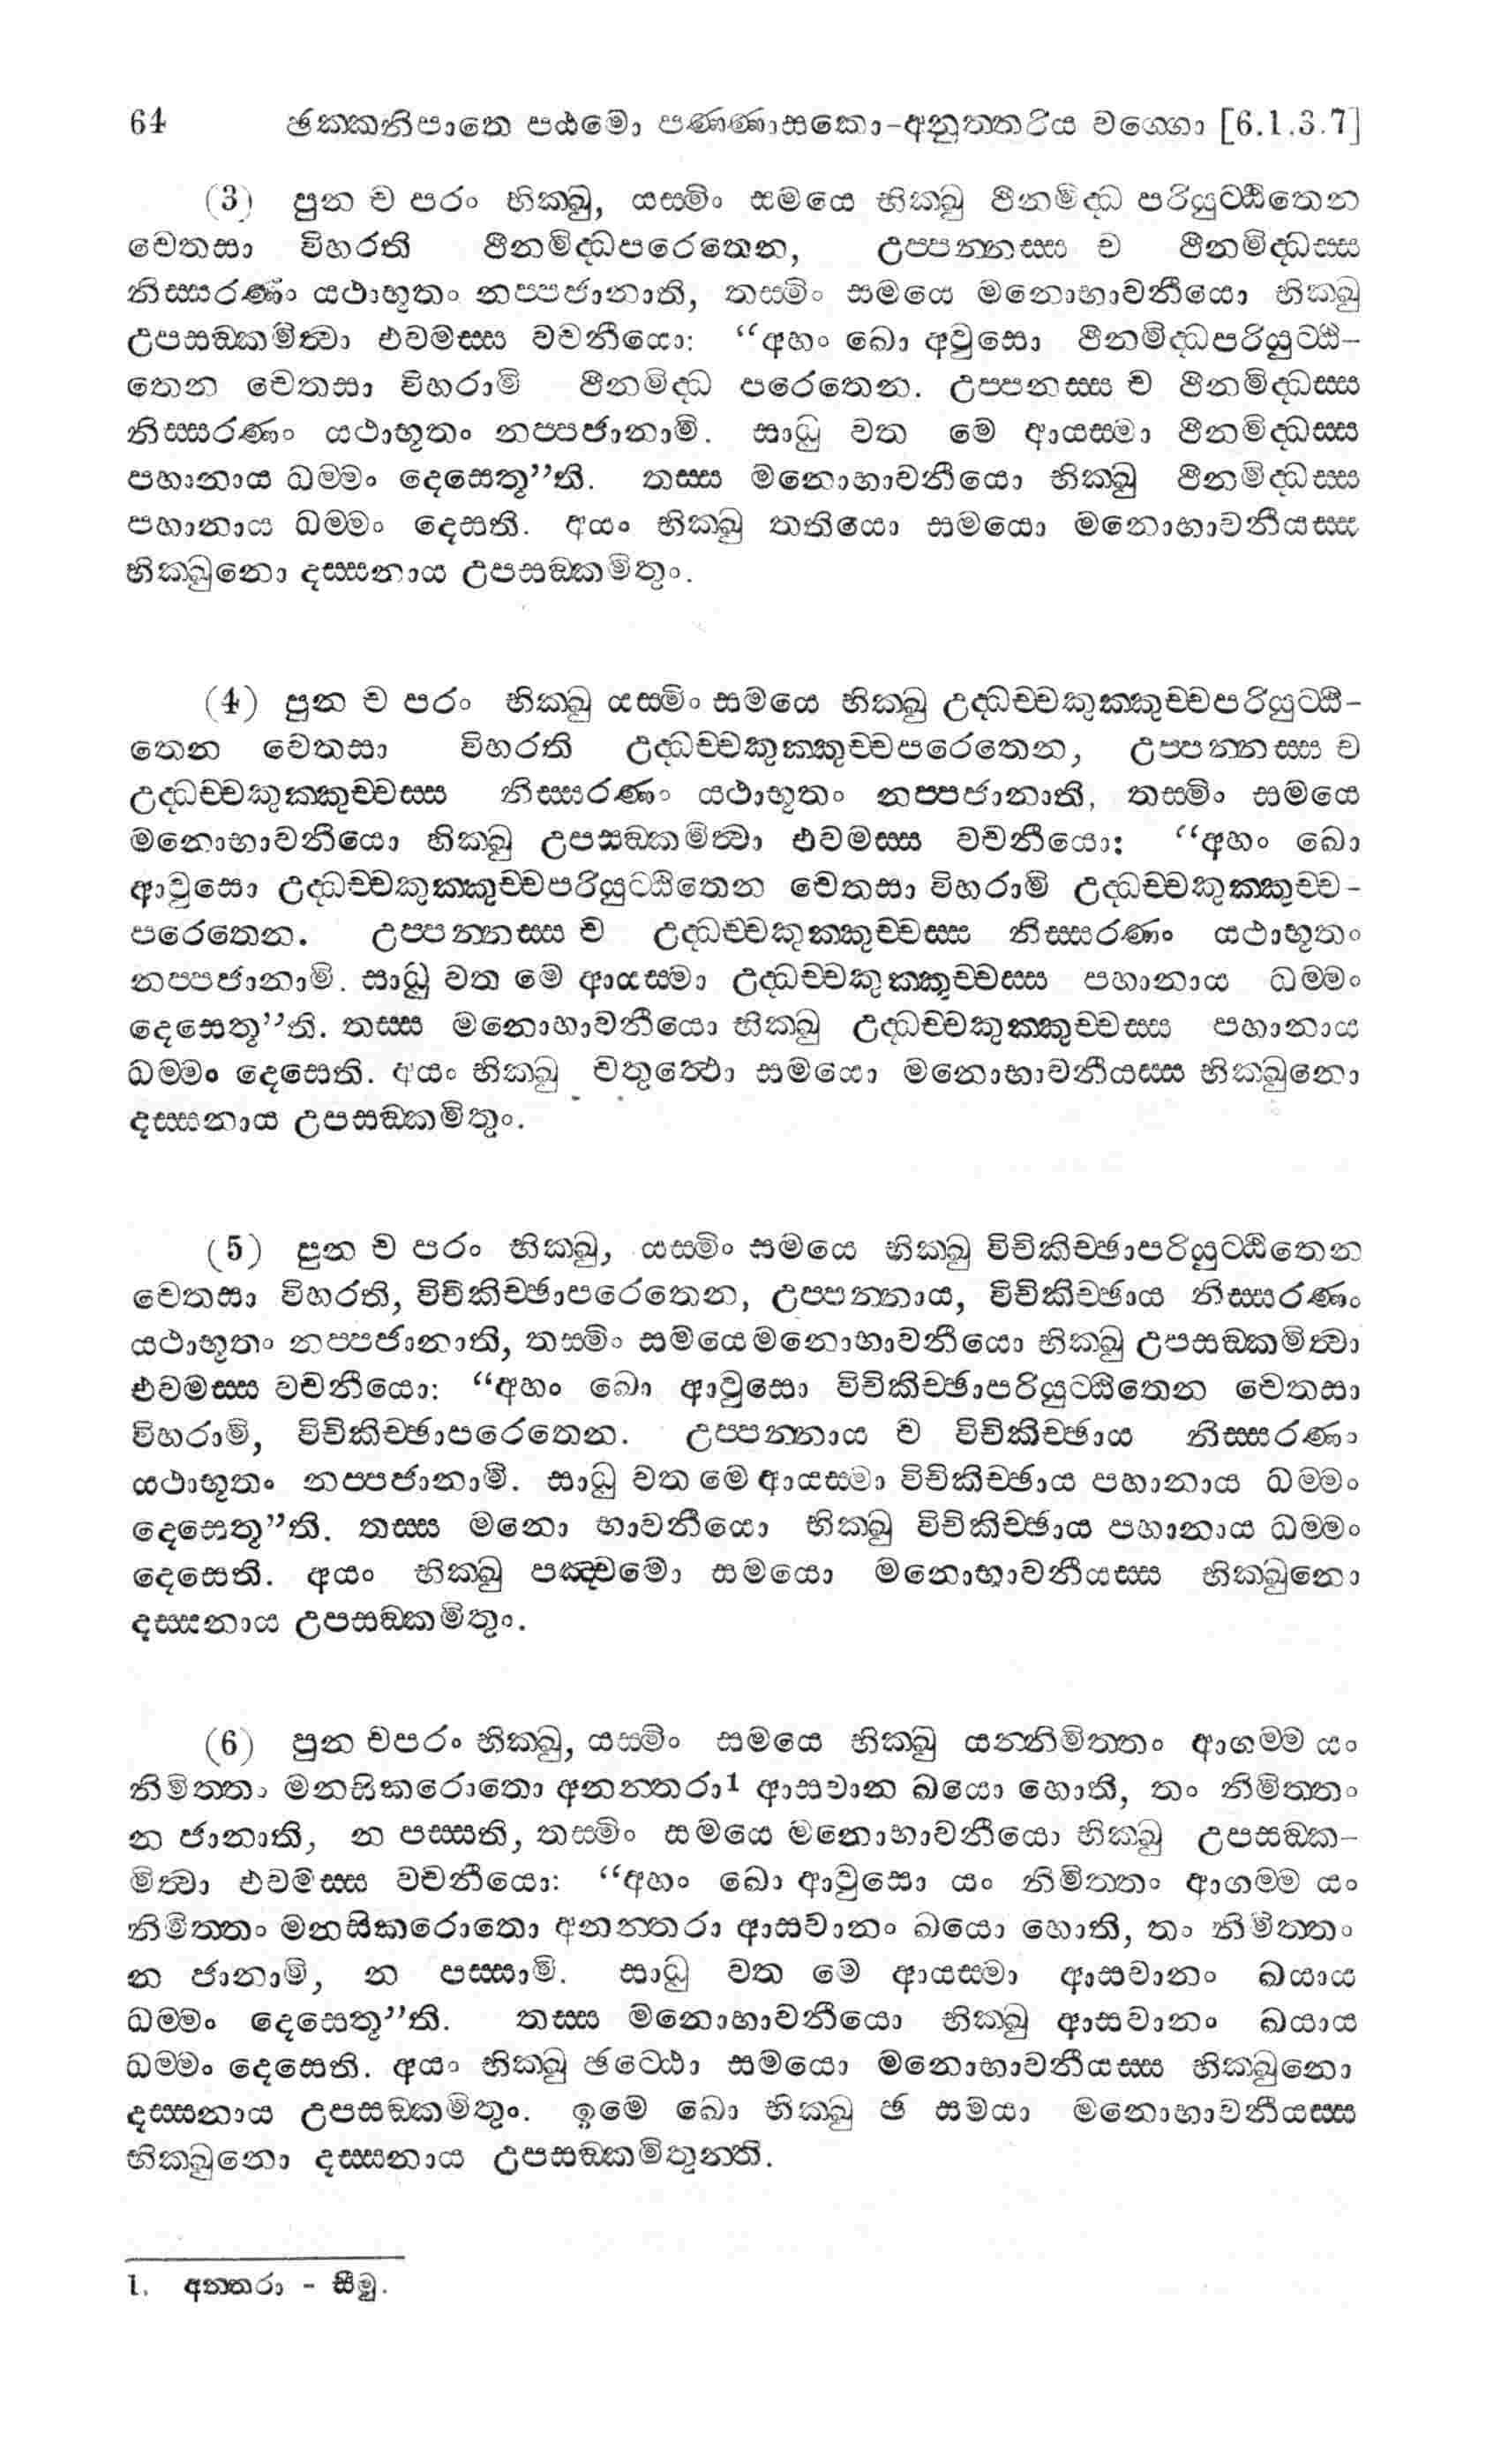 64 ඡක‍්කනිපාතෙ පඨමො පණ‍්ණාසකො-අනුත‍්තරිය වග‍්ගො [6.1.3.7]
(3) පුන ච පරං භික‍්ඛු, යස‍්මිං සමයෙ භික‍්ඛු ථීනමිද‍්ධ පරියුට‍්ඨිතෙන
චෙතසා විහරති ථීනමිද‍්ධපරෙතෙන, උප‍්පන‍්නස‍්ස ච ථීනමිද‍්ධස‍්ස
නිස‍්සරණං යථාභූතං නප‍්පජානාති, තස‍්මිං සමයෙ මනොභාවනීයො භික‍්ඛු
උපසඞ‍්කමිත්‍වා එවමස‍්ස වචනීයො: “අහං ඛො අවුසො ථීනමිද‍්ධපරියුට‍්ඨි-
තෙන චෙතසා විහරාමි ථීනමිද‍්ධ පරෙතෙන. උප‍්පනස‍්ස ච ථීනමිද‍්ධස‍්ස
නිස‍්සරණං යථාභූතං නප‍්පජානාමි. සාධු වත මෙ ආයස‍්මා ථීනමිද‍්ධස‍්ස
පහානාය ධම‍්මං දෙසෙතූ”ති. තස‍්ස මනොභාවනීයො භික‍්ඛු ථීනමිද‍්ධස‍්ස
පහානාය ධම‍්මං දෙසති. අයං භික‍්ඛු තතියො සමයො මනොභාවනීයස‍්ස
භික‍්ඛුනො දස‍්සනාය උපසඞ‍්කමිතුං.
(4) පුන ච පරං භික‍්ඛු යස‍්මිං සමයෙ භික‍්ඛු උද‍්ධච‍්චකුක‍්කුච‍්චපරියුට‍්ඨි-
තෙන චෙතසා විහරති උද‍්ධච‍්චකුක‍්කුච‍්චපරෙතෙන, උප‍්පන‍්නස‍්ස ච
උද‍්ධච‍්චකුක‍්කුච‍්චස‍්ස නිස‍්සරණං යථාභූතං නප‍්පජානාති, තස‍්මිං සමයෙ
මනොභාවනීයො භික‍්ඛු උපසඞ‍්කමිත්‍වා එවමස‍්ස වචනීයො: “අහං ඛො
ආවුසො උද‍්ධච‍්චකුක‍්කුච‍්චපරියුට‍්ඨිතෙන චෙතසා විහරාමි උද‍්ධච‍්චකුක‍්කුච‍්ච-
පරෙතෙන. උප‍්පන‍්නස‍්ස ච උද‍්ධච‍්චකුක‍්කුච‍්චස‍්ස නිස‍්සරණං යථාභූතං
නප‍්පජානාමි. සාධු වත මෙ ආයස‍්මා උද‍්ධච‍්චකුක‍්කුච‍්චස‍්ස පහානාය ධම‍්මං
දෙසෙතූ”ති. තස‍්ස මනොභාවනීයො භික‍්ඛු උද‍්ධච‍්චකුක‍්කුච‍්චස‍්ස පහානාය
ධම‍්මං දෙසෙති. අයං භික‍්ඛු චතුත්‍ථො සමයො මනොභාවනීයස‍්ස භික‍්ඛුනො
දස‍්සනාය උපසඞ‍්කමිතුං.
(5) පුන ච පරං භික‍්ඛු, යස‍්මිං සමයෙ භික‍්ඛු විචිකිච‍්ඡාපරියුට‍්ඨිතෙන
චෙතසා විහරති, විචිකිච‍්ඡාපරෙතෙන, උප‍්පන‍්නාය, විචිකිච‍්ඡාය නිස‍්සරණං
යථාභූතං නප‍්පජානාති, තස‍්මිං සමයෙමනොභාවනීයො භික‍්ඛු උපසඞ‍්කමිත්‍වා
එවමස‍්ස වචනීයො: “අහං ඛො ආවුසො විචිකිච‍්ඡාපරියුට‍්ඨිතෙන චෙතසා
විහරාමි, විචිකිච‍්ඡාපරෙතෙන. උප‍්පන‍්නාය ච විචිකිච‍්ඡාය නිස‍්සරණං
යථාභූතං නප‍්පජානාමි. සාධු වත මෙ ආයස‍්මා විචිකිච‍්ඡාය පහානාය ධම‍්මං
දෙසෙතූ”ති. තස‍්ස මනො භාවනීයො භික‍්ඛු විචිකිච‍්ඡාය පහානාය ධම‍්මං
දෙසෙති. අයං භික‍්ඛු පඤ‍්චමො සමයො මනොභාවනීයස‍්ස භික‍්ඛුනො
දස‍්සනාය උපසඞ‍්කමිතුං.
(6) පුන චපරං භික‍්ඛු, යස‍්මිං සමයෙ භික‍්ඛු යන‍්නිමිත‍්තං ආගම‍්ම යං
නිමිත‍්තං මනසිකරොතො අනන‍්තරා1 ආසවාන ඛයො හොති, තං නිමිත‍්තං
න ජානාති, න පස‍්සති, තස‍්මිං සමයෙ මනොභාවනීයො භික‍්ඛු උපසඞ‍්ක-
මිත්‍වා එවමස‍්ස වචනීයො: “අහං ඛො ආවුසො යං නිමිත‍්තං ආගම‍්ම යං
නිමිත‍්තං මනසිකරොතො අනන‍්තරා ආසවානං ඛයො හොති, තං නිමිත‍්තං
න ජානාමි, න පස‍්සාමි. සාධු වත මෙ ආයස‍්මා ආසවානං ඛයාය
ධම‍්මං දෙසෙතූ”ති. තස‍්ස මනොභාවනීයො භික‍්ඛු ආසවානං ඛයාය
ධම‍්මං දෙසෙති. අයං භික‍්ඛු ඡට‍්ඨො සමයො මනොභාවනීයස‍්ස භික‍්ඛුනො
දස‍්සනාය උපසඞ‍්කමිතුං. ඉමෙ ඛො භික‍්ඛු ඡ සමයා මනොභාවනීයස‍්ස
භික‍්ඛුනො දස‍්සනාය උපසඞ‍්කමිතුන‍්ති.
1. අන‍්තරා - සීමු.